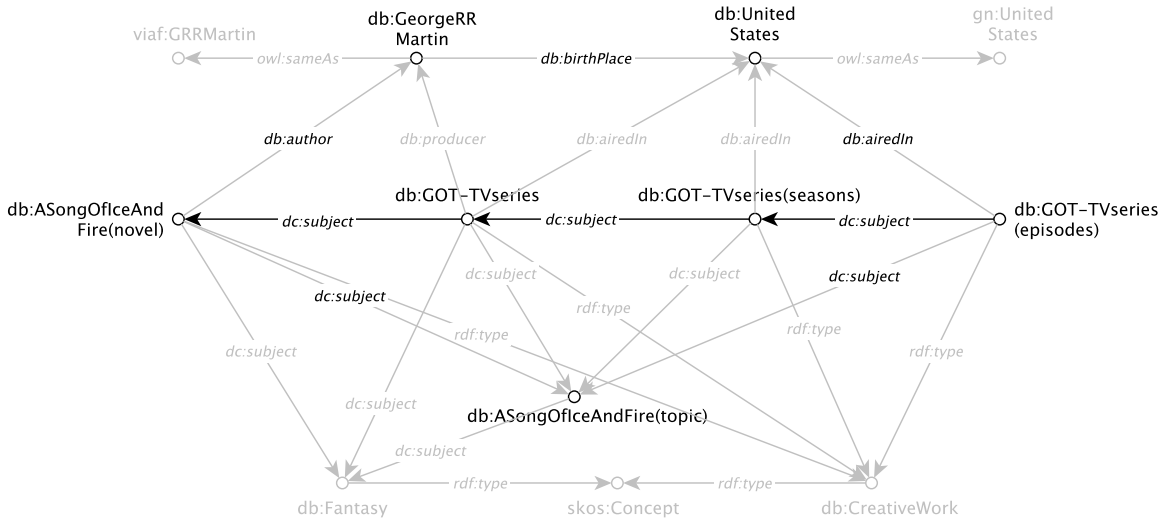 db:GeorgeRR
Martin
db:United
States
viaf:GRRMartin
gn:United
States
owl:sameAs
db:birthPlace
owl:sameAs
db:author
db:producer
db:airedIn
db:airedIn
db:airedIn
db:ASongOfIceAnd
Fire(novel)
db:GOT-TVseries
db:GOT-TVseries(seasons)
db:GOT-TVseries
(episodes)
dc:subject
dc:subject
dc:subject
dc:subject
dc:subject
dc:subject
dc:subject
rdf:type
rdf:type
rdf:type
dc:subject
rdf:type
dc:subject
db:ASongOfIceAndFire(topic)
dc:subject
rdf:type
rdf:type
db:Fantasy
skos:Concept
db:CreativeWork